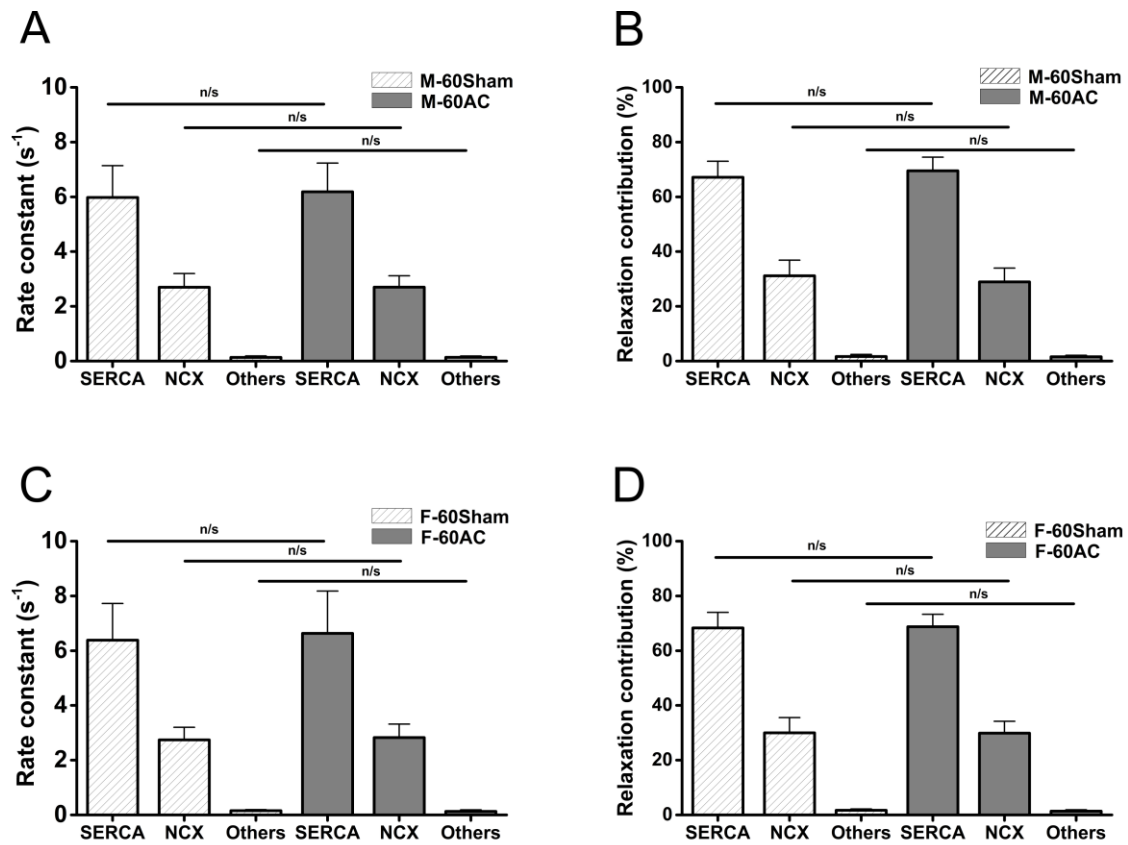 A
M-60Sham
M-60AC
n/s
n/s
n/s
Rate constant (s⁻¹)
10
8
6
4
2
0
SERCA NCX Others SERCA NCX Others
B
M-60Sham
M-60AC
n/s
n/s
n/s
Relaxation contribution (%)
100
80
60
40
20
0
SERCA NCX Others SERCA NCX Others
C
F-60Sham
F-60AC
n/s
n/s
n/s
Rate constant (s⁻¹)
10
8
6
4
2
0
SERCA NCX Others SERCA NCX Others
D
F-60Sham
F-60AC
n/s
n/s
n/s
Relaxation contribution (%)
100
80
60
40
20
0
SERCA NCX Others SERCA NCX Others